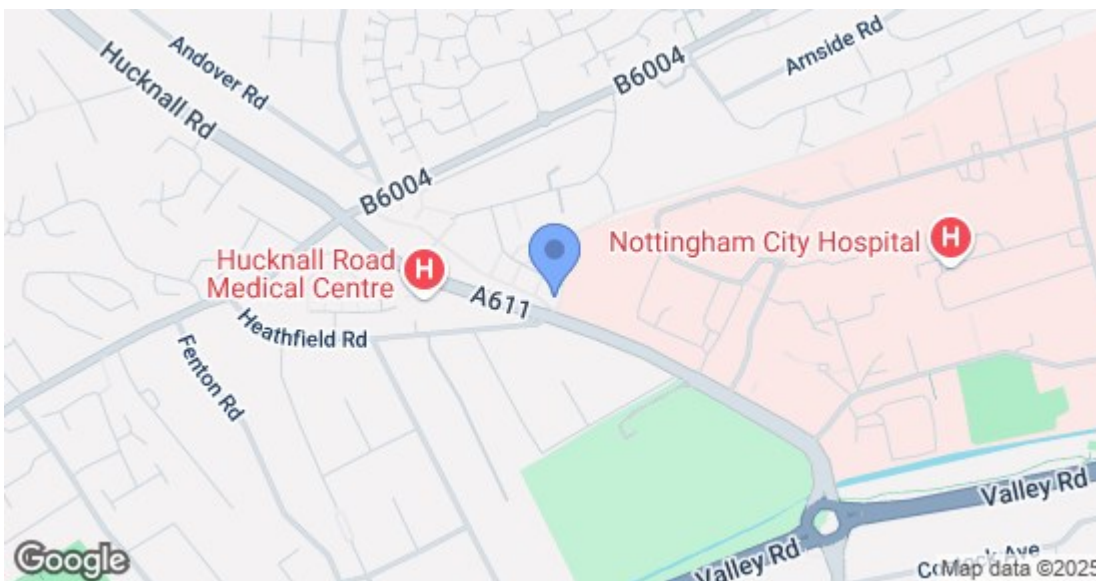 Andover Rd
Hucknall Rd
B6004
Arnside Rd
B6004
Nottingham City Hospital
H
Hucknall Road
Medical Centre
H
A611
Heathfield Rd
Fenton Rd
Valley Rd
Valley Rd
Google
Map data ©2025